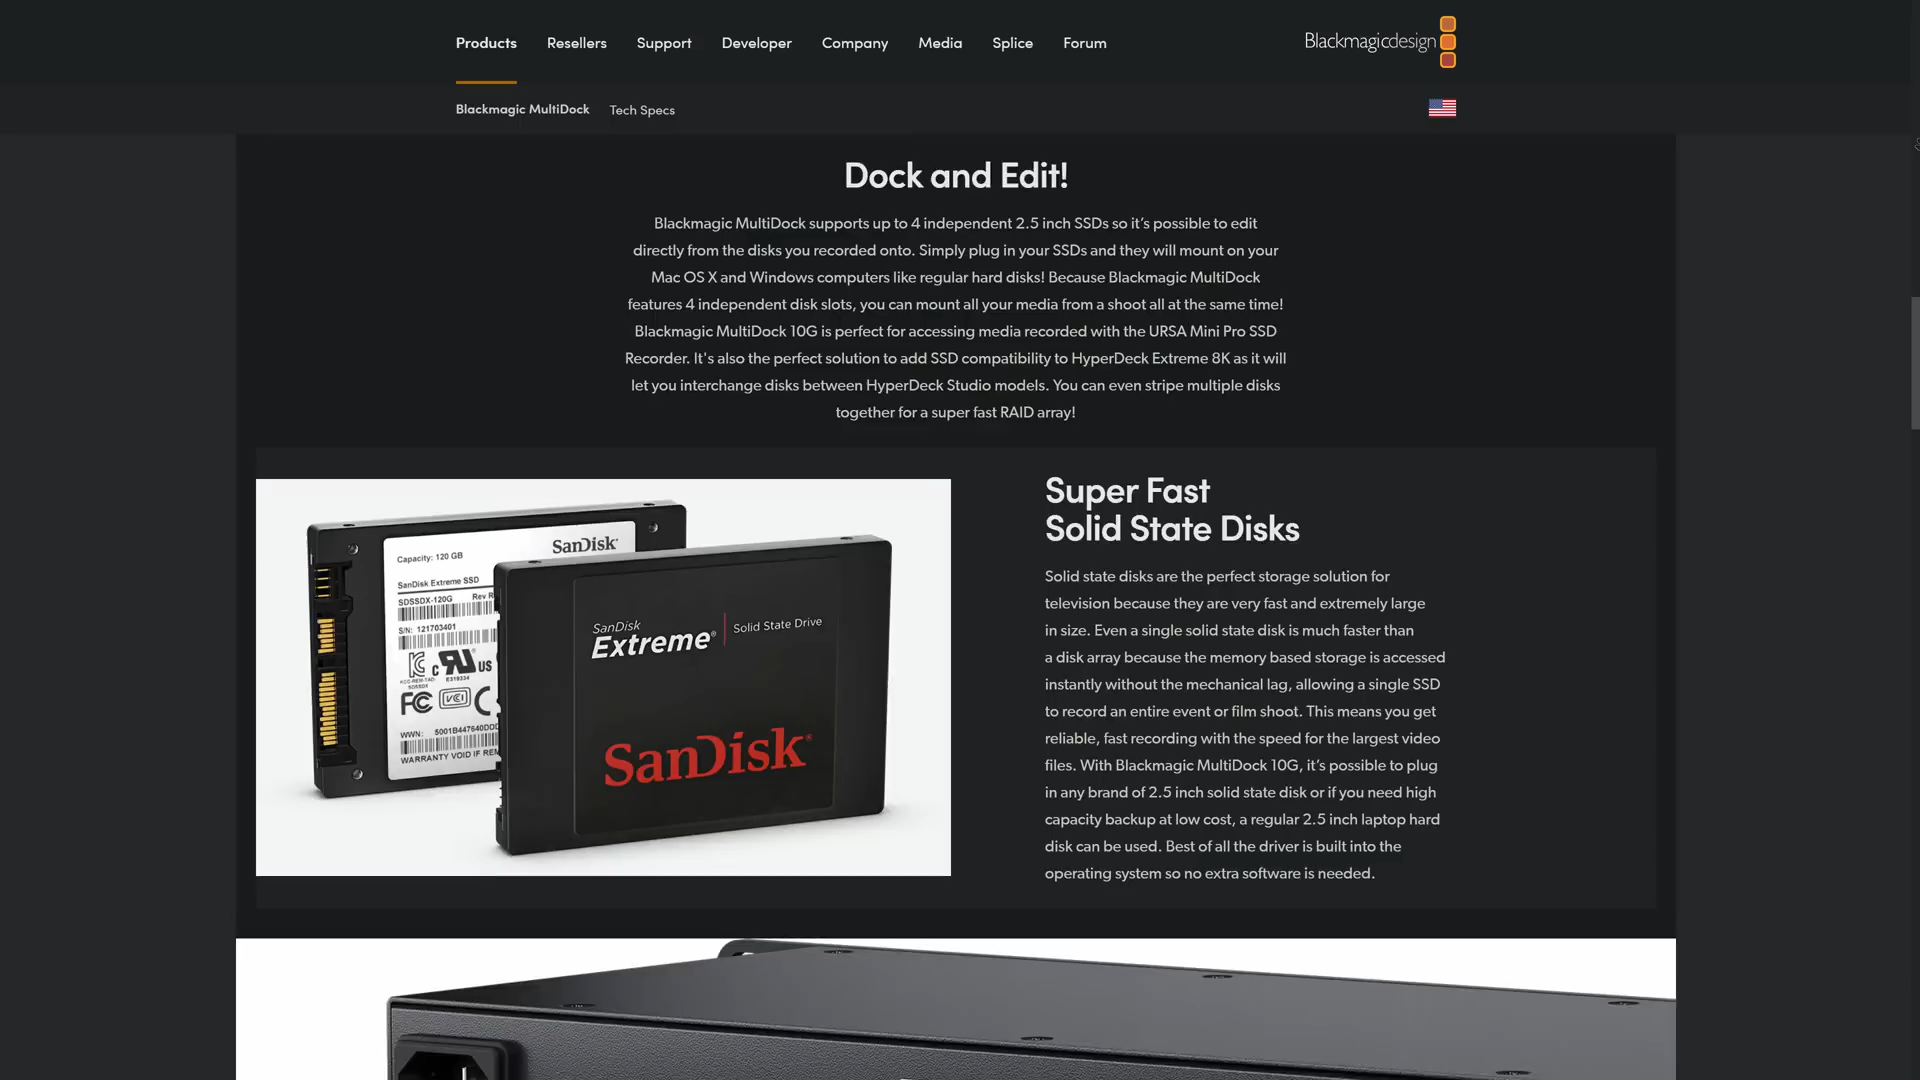 Products Resellers Support Developer Company Media Splice Forum
Blackmagicdesign
Blackmagic MultiDock Tech Specs
Dock and Edit!
Blackmagic MultiDock supports up to 4 independent 2.5 inch SSDs so it’s possible to edit
directly from the disks you recorded onto. Simply plug in your SSDs and they will mount on your
Mac OS X and Windows computers like regular hard disks! Because Blackmagic MultiDock
features 4 independent disk slots, you can mount all your media from a shoot all at the same time!
Blackmagic MultiDock 10G is perfect for accessing media recorded with the URSA Mini Pro SSD
Recorder. It's also the perfect solution to add SSD compatibility to HyperDeck Extreme 8K as it will
let you interchange disks between HyperDeck Studio models. You can even stripe multiple disks
together for a super fast RAID array!
Capacity: 120 GB
SanDisk
SanDisk Extreme SSD
SDSSDX-120G Rev
S/N: 121703401
c US
KCC-REM-TAD-
SDSSDX
E319334
FC VCI C
WWN: 5001B447640DDD
WARRANTY VOID IF REM
SanDisk
Extreme® Solid State Drive
SanDisk®
Super Fast
Solid State Disks
Solid state disks are the perfect storage solution for
television because they are very fast and extremely large
in size. Even a single solid state disk is much faster than
a disk array because the memory based storage is accessed
instantly without the mechanical lag, allowing a single SSD
to record an entire event or film shoot. This means you get
reliable, fast recording with the speed for the largest video
files. With Blackmagic MultiDock 10G, it’s possible to plug
in any brand of 2.5 inch solid state disk or if you need high
capacity backup at low cost, a regular 2.5 inch laptop hard
disk can be used. Best of all the driver is built into the
operating system so no extra software is needed.